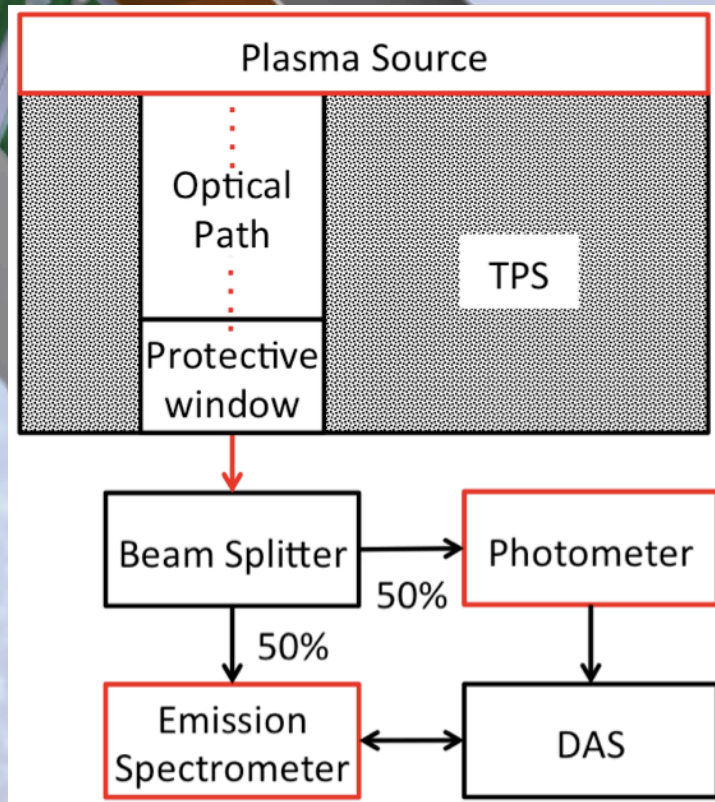 Plasma Source
Optical
Path
TPS
Protective
window
Beam Splitter
50%
Photometer
50%
Emission
Spectrometer
DAS